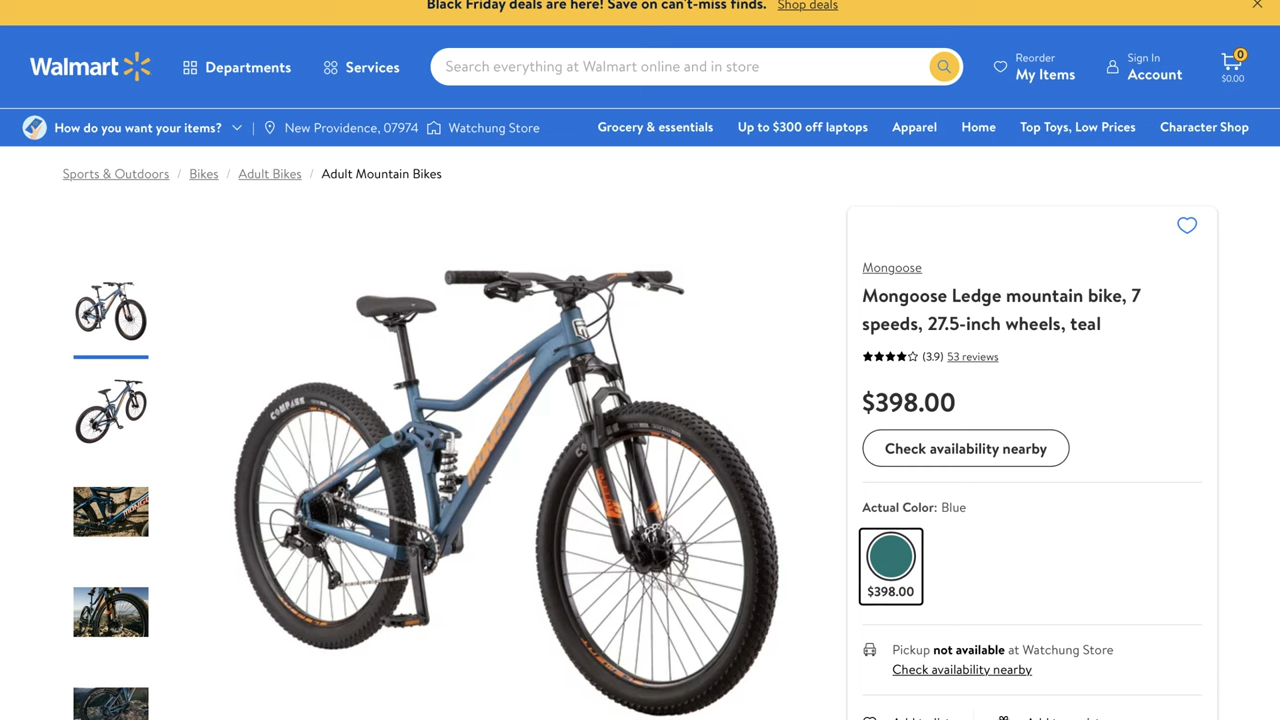 Black Friday deals are here! Save on can't-miss finds. Shop deals
Walmart
Departments
Services
Search everything at Walmart online and in store
Reorder
My Items
Sign In
Account
0
$0.00
How do you want your items?
|
New Providence, 07974
Watchung Store
Grocery & essentials
Up to $300 off laptops
Apparel
Home
Top Toys, Low Prices
Character Shop
Sports & Outdoors / Bikes / Adult Bikes / Adult Mountain Bikes
COMPASS
MONGOOSE
Mongoose
Mongoose Ledge mountain bike, 7
speeds, 27.5-inch wheels, teal
(3.9) 53 reviews
$398.00
Check availability nearby
Actual Color: Blue
$398.00
Pickup not available at Watchung Store
Check availability nearby